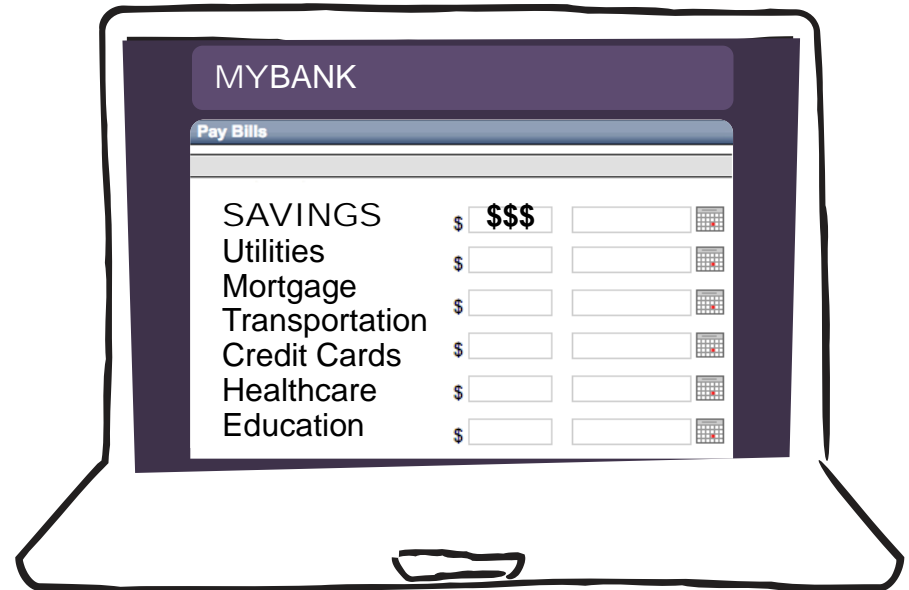 MYBANK
Pay Bills
SAVINGS $ $$$
Utilities $
Mortgage $
Transportation
Credit Cards $
Healthcare $
Education $